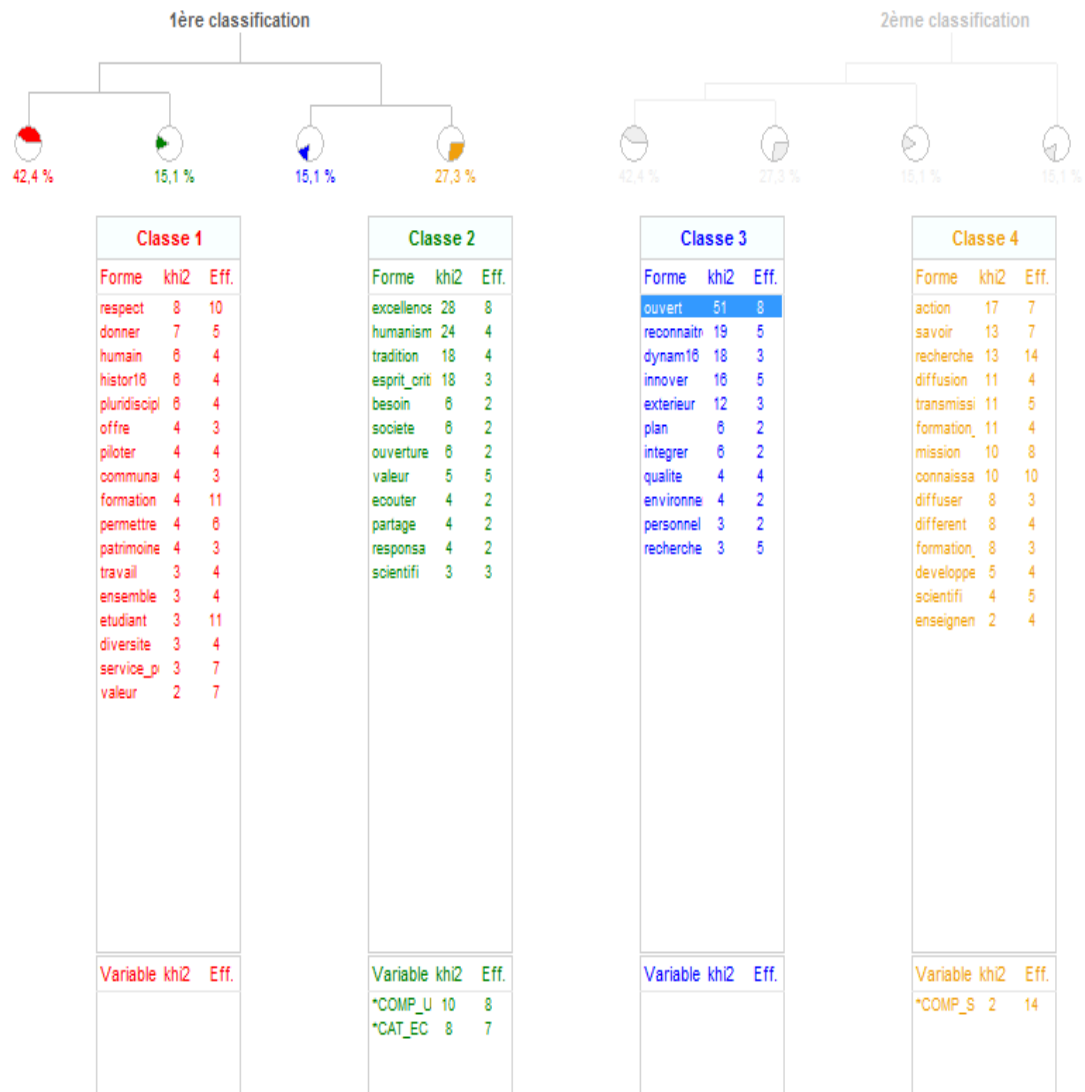 1ère classification
2ème classification
42,4 %
15,1 %
15,1 %
27,3 %
42,4 %
27,3 %
15,1 %
15,1 %
Classe 1
Forme khi2 Eff.
respect 8 10
donner 7 5
humain 6 4
histor16 6 4
pluridiscipl 6 4
offre 4 3
piloter 4 4
communa 4 3
formation 4 11
permettre 4 6
patrimoine 4 3
travail 3 4
ensemble 3 4
etudiant 3 11
diversite 3 4
service_p 3 7
valeur 2 7
Variable khi2 Eff.
Classe 2
Forme khi2 Eff.
excellence 28 8
humanism 24 4
tradition 18 4
esprit_criti 18 3
besoin 6 2
societe 6 2
ouverture 6 2
valeur 5 5
ecouter 4 2
partage 4 2
responsa 4 2
scientifi 3 3
Variable khi2 Eff.
*COMP_U 10 8
*CAT_EC 8 7
Classe 3
Forme khi2 Eff.
ouvert 51 8
reconnaitr 19 5
dynam16 18 3
innover 16 5
exterieur 12 3
plan 6 2
integrer 6 2
qualite 4 4
environne 4 2
personnel 3 2
recherche 3 5
Variable khi2 Eff.
Classe 4
Forme khi2 Eff.
action 17 7
savoir 13 7
recherche 13 14
diffusion 11 4
transmissi 11 5
formation_ 11 4
mission 10 8
connaissa 10 10
diffuser 8 3
different 8 4
formation_ 8 3
developpe 5 4
scientifi 4 5
enseignen 2 4
Variable khi2 Eff.
*COMP_S 2 14